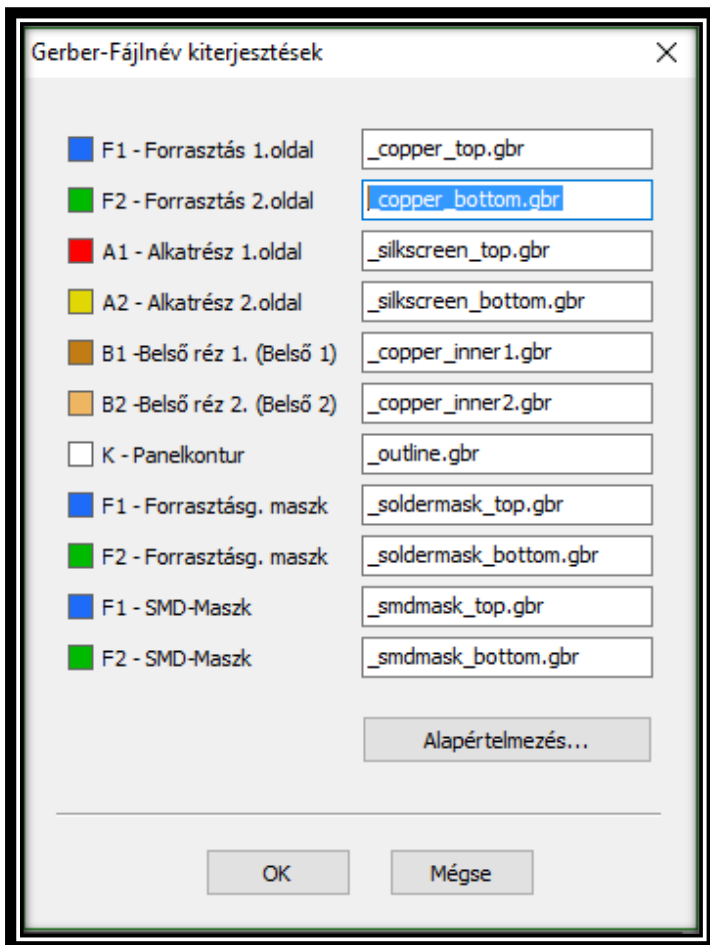 Gerber-Fájlnév kiterjesztések
F1 - Forrasztás 1.oldal _copper_top.gbr
F2 - Forrasztás 2.oldal _copper_bottom.gbr
A1 - Alkatrész 1.oldal _silkscreen_top.gbr
A2 - Alkatrész 2.oldal _silkscreen_bottom.gbr
B1 -Belső réz 1. (Belső 1) _copper_inner1.gbr
B2 -Belső réz 2. (Belső 2) _copper_inner2.gbr
K - Panelkontur _outline.gbr
F1 - Forrasztásg. maszk _soldermask_top.gbr
F2 - Forrasztásg. maszk _soldermask_bottom.gbr
F1 - SMD-Maszk _smdmask_top.gbr
F2 - SMD-Maszk _smdmask_bottom.gbr
Alapértelmezés...
OK Mégse